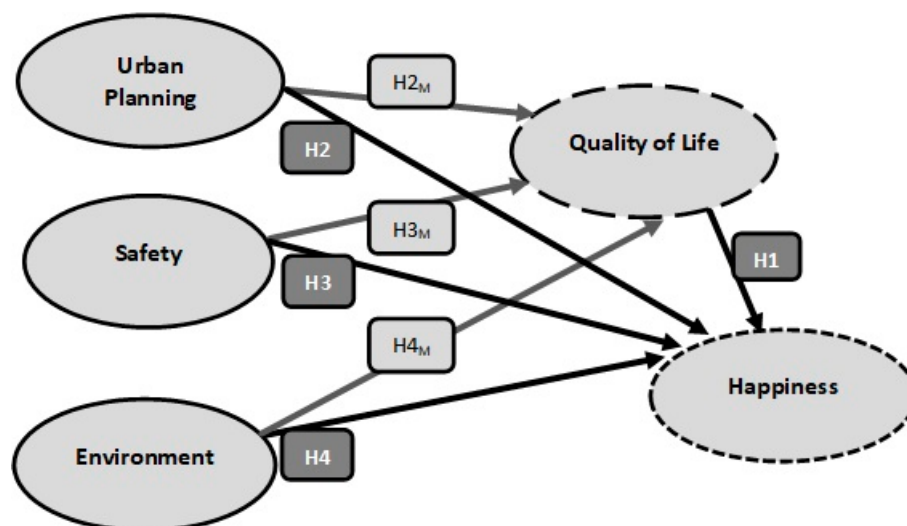 Urban
Planning
H2M
H2
Quality of Life
Safety
H3M
H3
H1
H4M
Happiness
Environment
H4